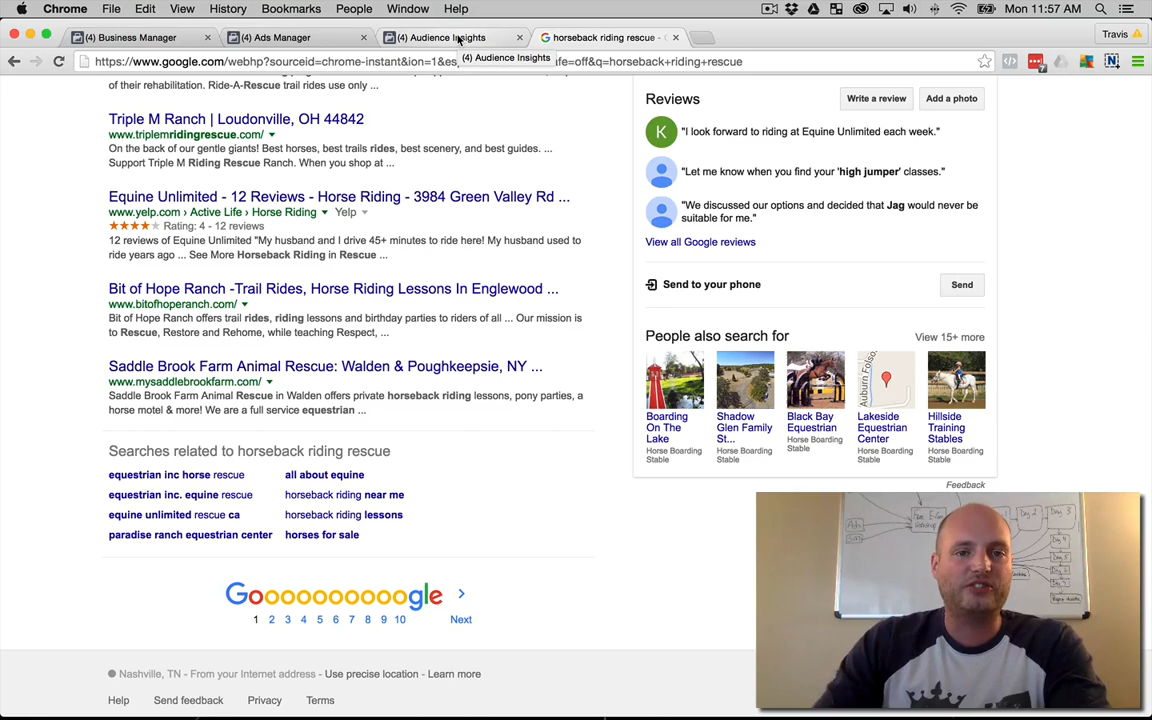 Chrome File Edit View History Bookmarks People Window Help Mon 11:57 AM
(4) Business Manager
(4) Ads Manager
(4) Audience Insights
horseback riding rescue -
Travis
(4) Audience Insights
https://www.google.com/webhp?sourceid=chrome-instant&ion=1&es
fe=off&q=horseback+riding+rescue
7
of their rehabilitation. Ride-A-Rescue trail rides use only ...
Triple M Ranch | Loudonville, OH 44842
www.triplemridingrescue.com/
On the back of our gentle giants! Best horses, best trails rides, best scenery, and best guides. ...
Support Triple M Riding Rescue Ranch. When you shop at ...
Equine Unlimited - 12 Reviews - Horse Riding - 3984 Green Valley Rd ...
www.yelp.com › Active Life › Horse Riding Yelp
Rating: 4 - 12 reviews
12 reviews of Equine Unlimited "My husband and I drive 45+ minutes to ride here! My husband used to
ride years ago ... See More Horseback Riding in Rescue ...
Bit of Hope Ranch -Trail Rides, Horse Riding Lessons In Englewood ...
www.bitofhoperanch.com/
Bit of Hope Ranch offers trail rides, riding lessons and birthday parties to riders of all ... Our mission is
to Rescue, Restore and Rehome, while teaching Respect, ...
Saddle Brook Farm Animal Rescue: Walden & Poughkeepsie, NY ...
www.mysaddlebrookfarm.com/
Saddle Brook Farm Animal Rescue in Walden offers private horseback riding lessons, pony parties, a
horse motel & more! We are a full service equestrian ...
Searches related to horseback riding rescue
equestrian inc horse rescue
all about equine
equestrian inc. equine rescue
horseback riding near me
equine unlimited rescue ca
horseback riding lessons
paradise ranch equestrian center
horses for sale
Goooooooooogle
1 2 3 4 5 6 7 8 9 10 Next
Nashville, TN - From your Internet address - Use precise location - Learn more
Help Send feedback Privacy Terms
Reviews
Write a review
Add a photo
K
"I look forward to riding at Equine Unlimited each week."
"Let me know when you find your 'high jumper' classes."
"We discussed our options and decided that Jag would never be
suitable for me."
View all Google reviews
Send to your phone
Send
People also search for
View 15+ more
Auburn Folso
Boarding
On The
Lake
Horse Boarding
Stable
Shadow
Glen Family
St...
Horse Boarding
Stable
Black Bay
Equestrian
Horse Boarding
Stable
Lakeside
Equestrian
Center
Horse Boarding
Stable
Hillside
Training
Stables
Horse Boarding
Stable
Feedback
Day 2
Day 3
Day 4
Day 5